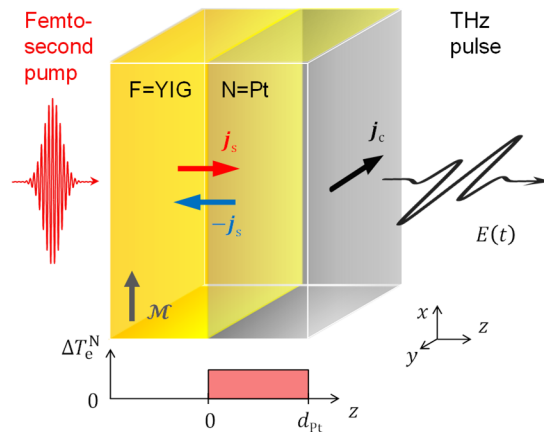 Femto-
second
pump
THz
pulse
F=YIG
N=Pt
j_s
j_c
−j_s
E(t)
ℳ
x
y
z
ΔT_e^N
0
0
d_Pt
z